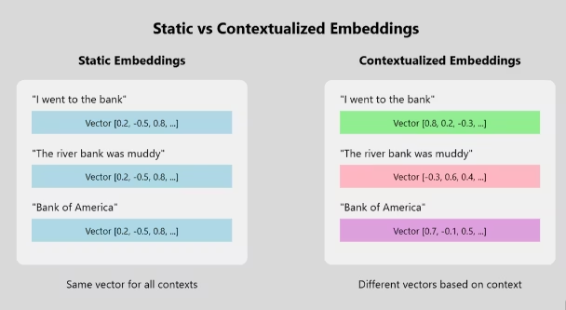 Static vs Contextualized Embeddings
Static Embeddings
"I went to the bank"
Vector [0.2, -0.5, 0.8, ...]
"The river bank was muddy"
Vector [0.2, -0.5, 0.8, ...]
"Bank of America"
Vector [0.2, -0.5, 0.8, ...]
Same vector for all contexts
Contextualized Embeddings
"I went to the bank"
Vector [0.8, 0.2, -0.3, ...]
"The river bank was muddy"
Vector [-0.3, 0.6, 0.4, ...]
"Bank of America"
Vector [0.7, -0.1, 0.5, ...]
Different vectors based on context